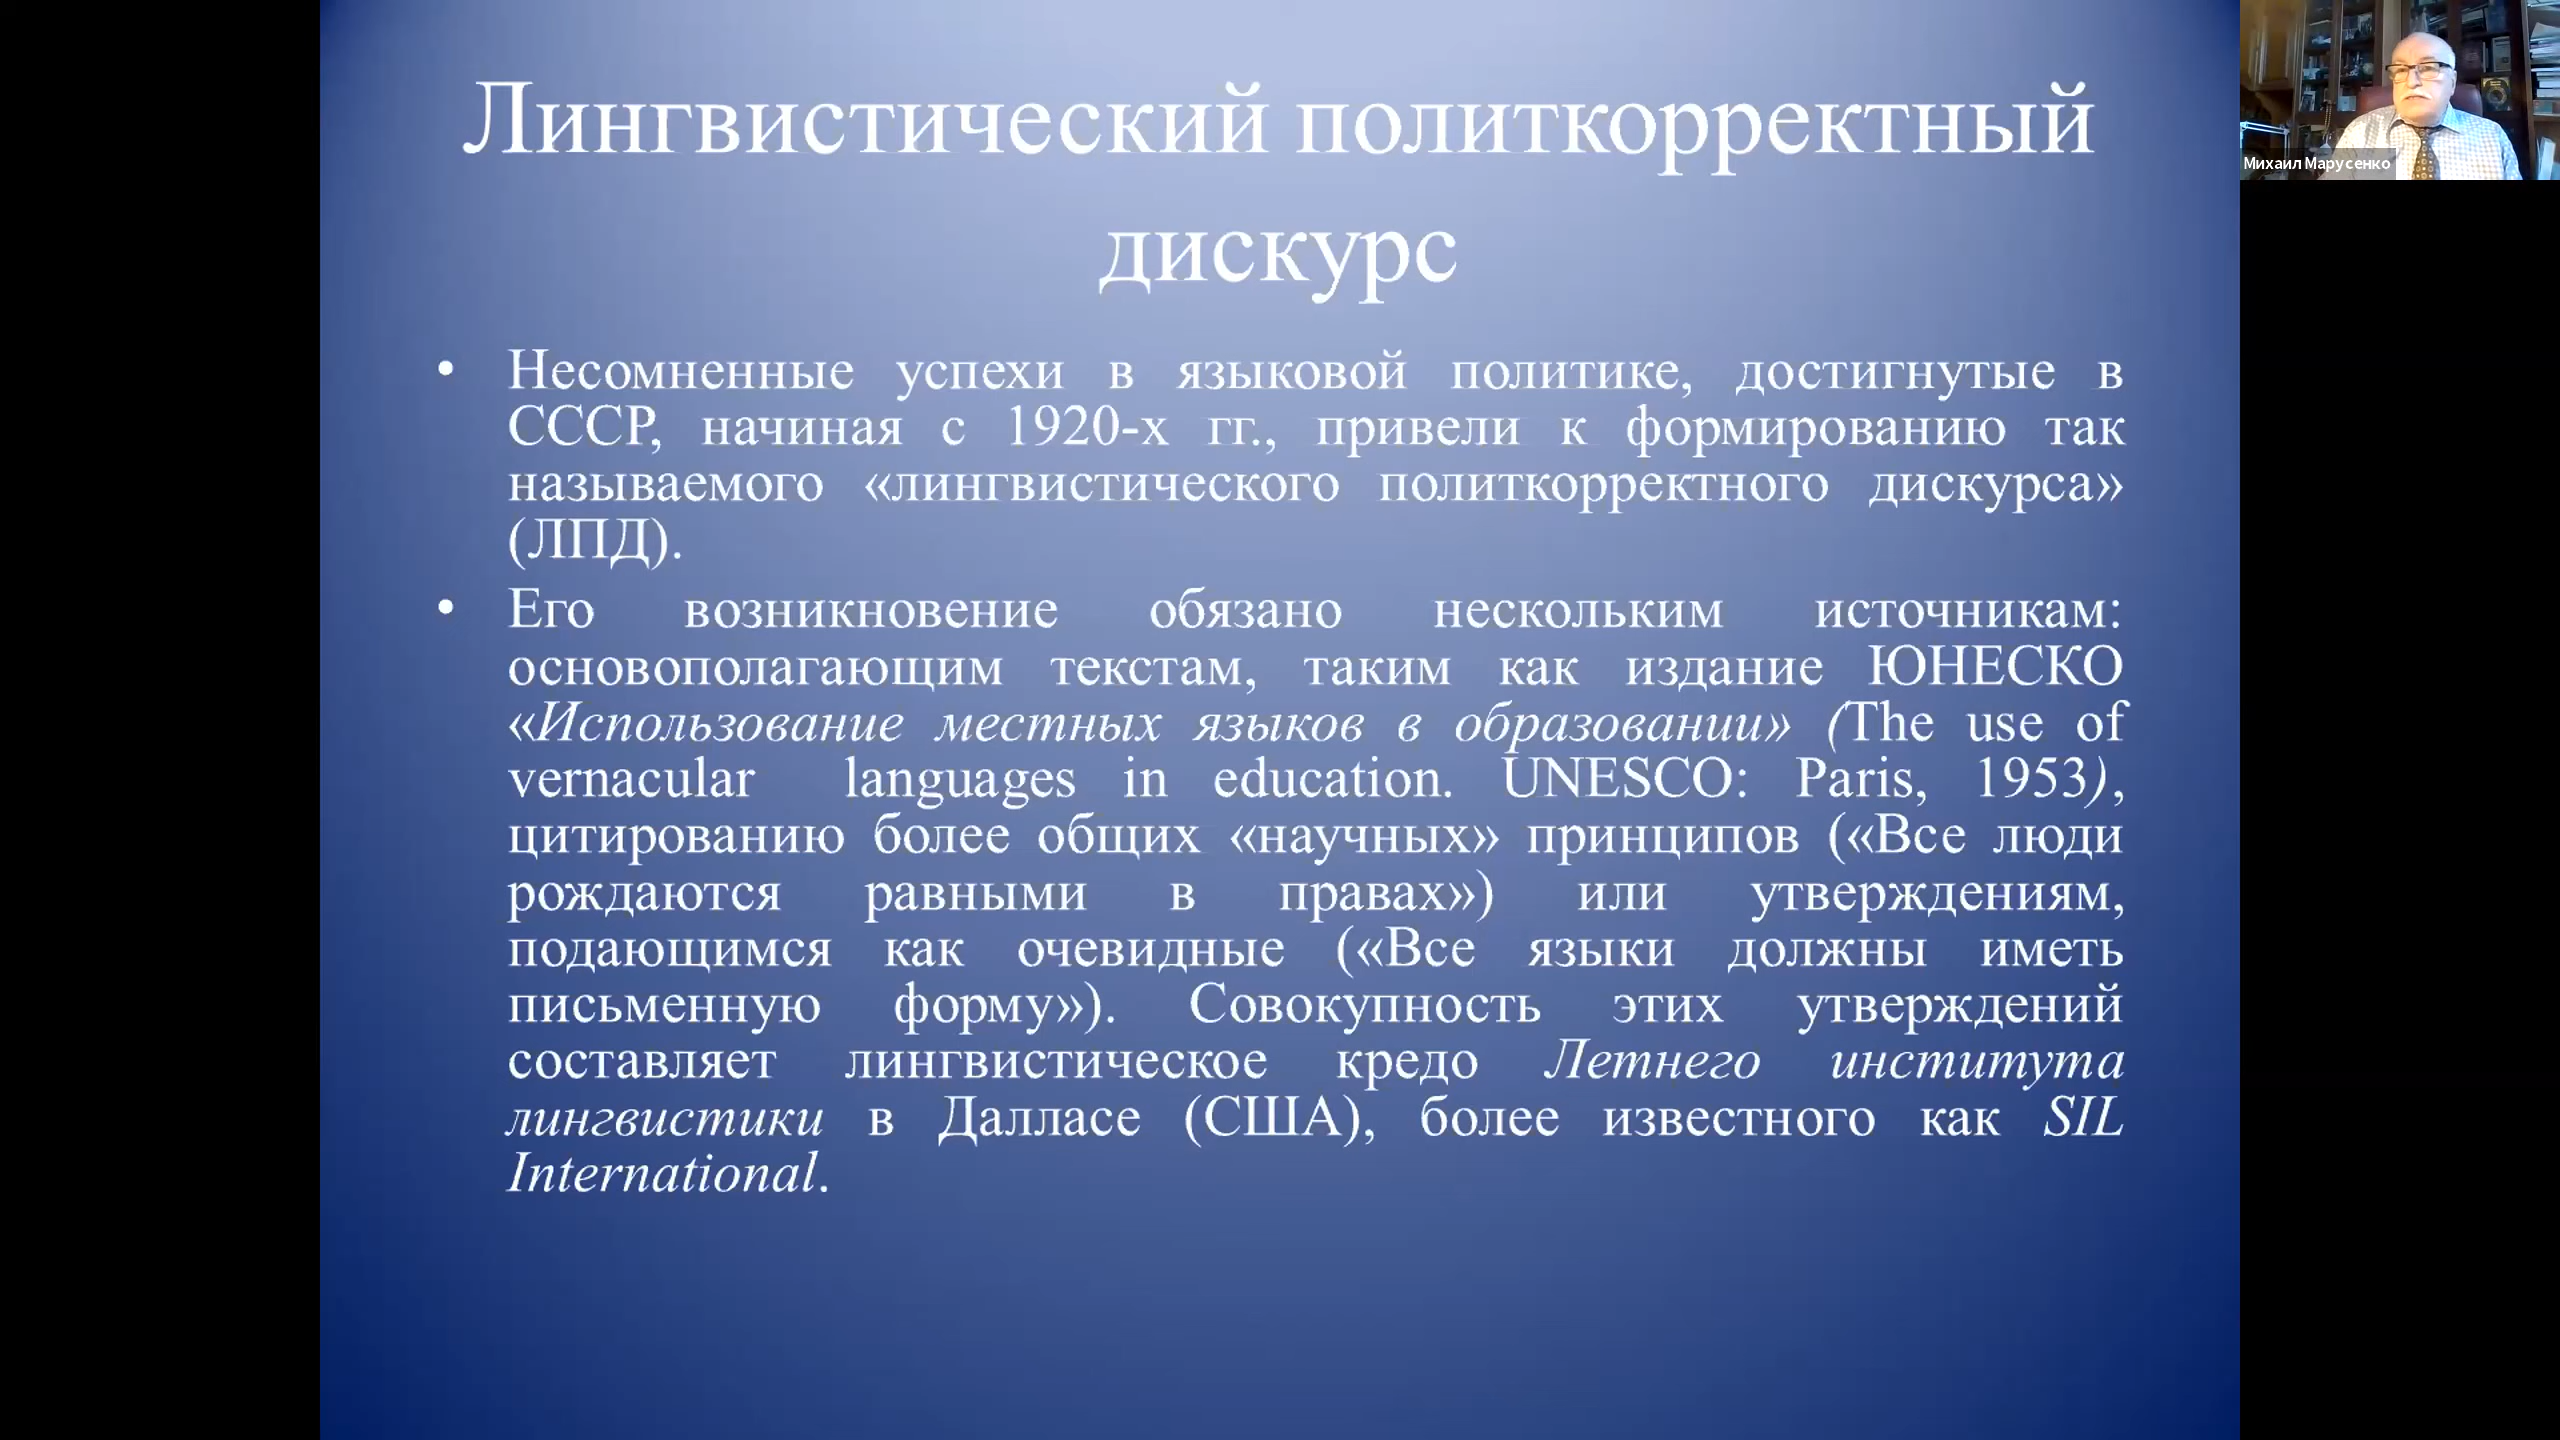 Лингвистический политкорректный
дискурс
• Несомненные успехи в языковой политике, достигнутые в
СССР, начиная с 1920-х гг., привели к формированию так
называемого «лингвистического политкорректного дискурса»
(ЛПД).
• Его возникновение обязано нескольким источникам:
основополагающим текстам, таким как издание ЮНЕСКО
«Использование местных языков в образовании» (The use of
vernacular languages in education. UNESCO: Paris, 1953),
цитированию более общих «научных» принципов («Все люди
рождаются равными в правах») или утверждениям,
подающимся как очевидные («Все языки должны иметь
письменную форму»). Совокупность этих утверждений
составляет лингвистическое кредо Летнего института
лингвистики в Далласе (США), более известного как SIL
International.
Михаил Марусенко